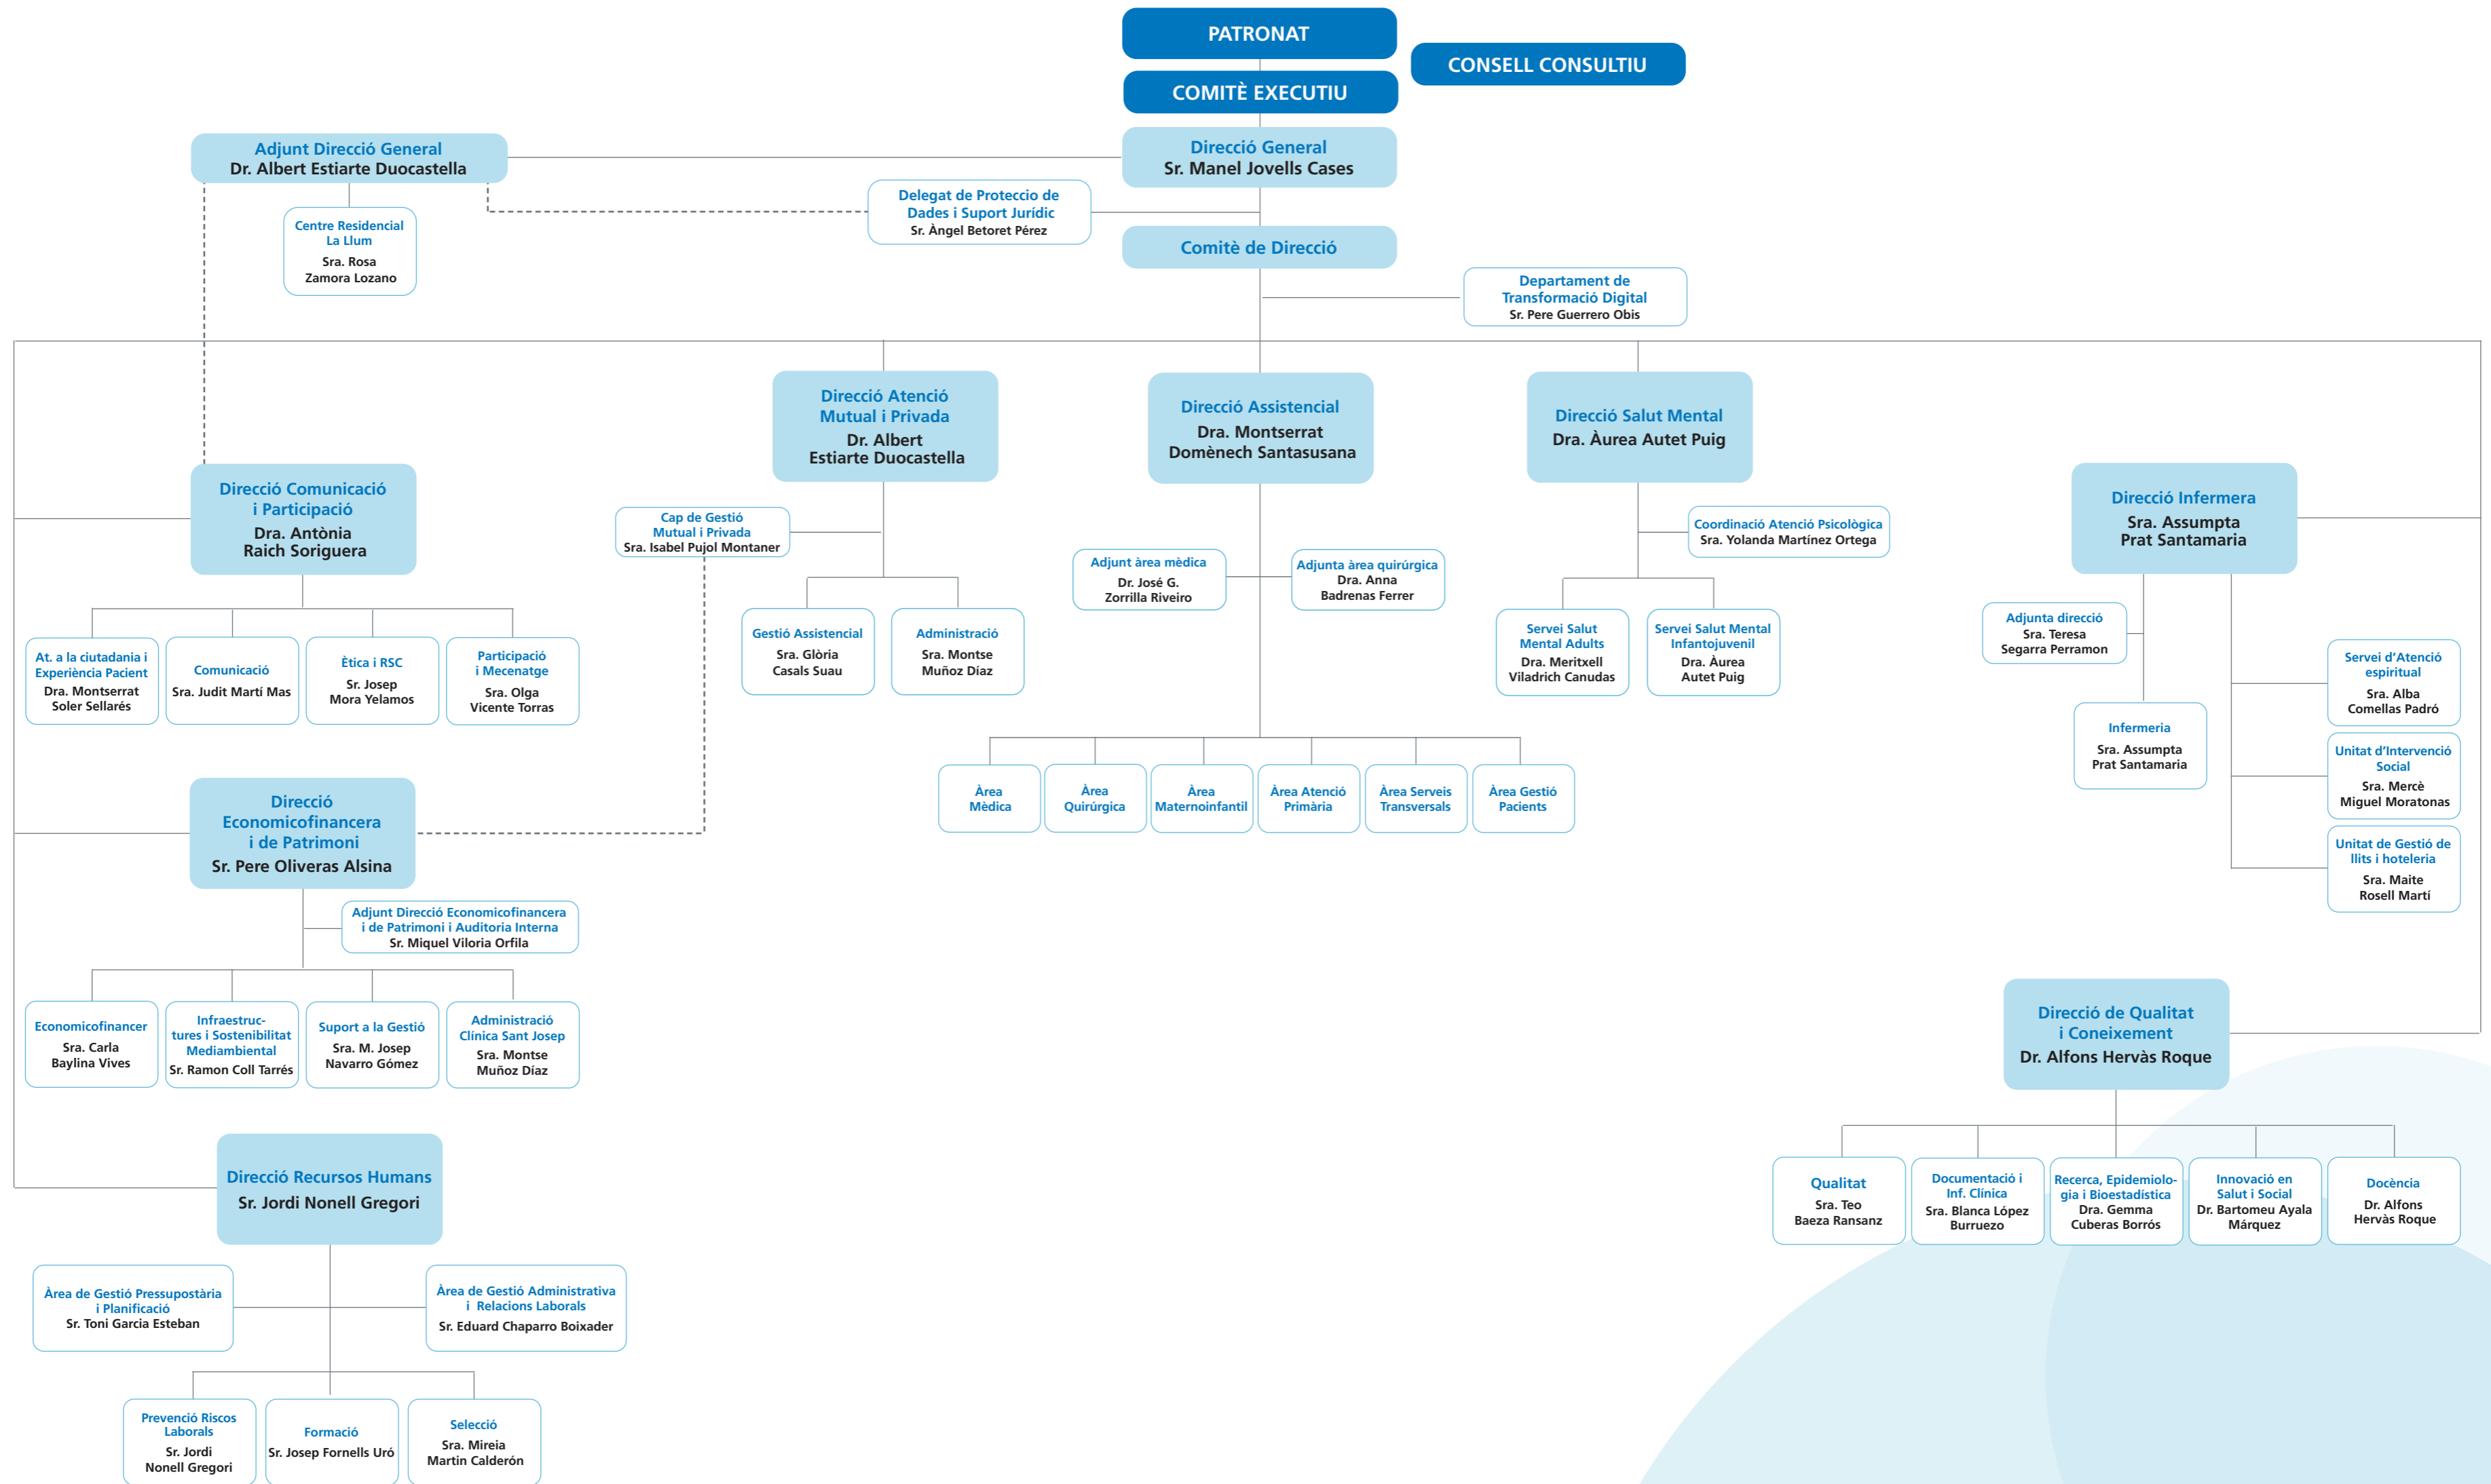 PATRONAT
CONSELL CONSULTIU
COMITÈ EXECUTIU
Adjunt Direcció General
Dr. Albert Estiarte Duocastella
Direcció General
Sr. Manel Jovells Cases
Delegat de Proteccio de
Dades i Suport Jurídic
Sr. Àngel Betoret Pérez
Centre Residencial
La Llum
Sra. Rosa
Zamora Lozano
Comitè de Direcció
Departament de
Transformació Digital
Sr. Pere Guerrero Obis
Direcció Atenció
Mutual i Privada
Dr. Albert
Estiarte Duocastella
Direcció Assistencial
Dra. Montserrat
Domènech Santasusana
Direcció Salut Mental
Dra. Àurea Autet Puig
Direcció Comunicació
i Participació
Dra. Antònia
Raich Soriguera
Direcció Infermera
Sra. Assumpta
Prat Santamaria
Cap de Gestió
Mutual i Privada
Sra. Isabel Pujol Montaner
Coordinació Atenció Psicològica
Sra. Yolanda Martínez Ortega
Adjunt àrea mèdica
Dr. José G.
Zorrilla Riveiro
Adjunta àrea quirúrgica
Dra. Anna
Badrenas Ferrer
At. a la ciutadania i
Experiència Pacient
Dra. Montserrat
Soler Sellarés
Comunicació
Sra. Judit Martí Mas
Ètica i RSC
Sr. Josep
Mora Yelamos
Participació
i Mecenatge
Sra. Olga
Vicente Torras
Gestió Assistencial
Sra. Glòria
Casals Suau
Administració
Sra. Montse
Muñoz Díaz
Servei Salut
Mental Adults
Dra. Meritxell
Viladrich Canudas
Servei Salut Mental
Infantojuvenil
Dra. Àurea
Autet Puig
Adjunta direcció
Sra. Teresa
Segarra Perramon
Servei d’Atenció
espiritual
Sra. Alba
Comellas Padró
Infermeria
Sra. Assumpta
Prat Santamaria
Unitat d’Intervenció
Social
Sra. Mercè
Miguel Moratonas
Unitat de Gestió de
llits i hoteleria
Sra. Maite
Rosell Martí
Àrea
Mèdica
Àrea
Quirúrgica
Àrea
Maternoinfantil
Àrea Atenció
Primària
Àrea Serveis
Transversals
Àrea Gestió
Pacients
Direcció
Economicofinancera
i de Patrimoni
Sr. Pere Oliveras Alsina
Adjunt Direcció Economicofinancera
i de Patrimoni i Auditoria Interna
Sr. Miquel Viloria Orfila
Economicofinancer
Sra. Carla
Baylina Vives
Infraestruc-
tures i Sostenibilitat
Mediambiental
Sr. Ramon Coll Tarrés
Suport a la Gestió
Sra. M. Josep
Navarro Gómez
Administració
Clínica Sant Josep
Sra. Montse
Muñoz Díaz
Direcció de Qualitat
i Coneixement
Dr. Alfons Hervàs Roque
Qualitat
Sra. Teo
Baeza Ransanz
Documentació i
Inf. Clínica
Sra. Blanca López
Burruezo
Recerca, Epidemiolo-
gia i Bioestadística
Dra. Gemma
Cuberas Borrós
Innovació en
Salut i Social
Dr. Bartomeu Ayala
Márquez
Docència
Dr. Alfons
Hervàs Roque
Direcció Recursos Humans
Sr. Jordi Nonell Gregori
Àrea de Gestió Pressupostària
i Planificació
Sr. Toni Garcia Esteban
Àrea de Gestió Administrativa
i Relacions Laborals
Sr. Eduard Chaparro Boixader
Prevenció Riscos
Laborals
Sr. Jordi
Nonell Gregori
Formació
Sr. Josep Fornells Uró
Selecció
Sra. Mireia
Martin Calderón